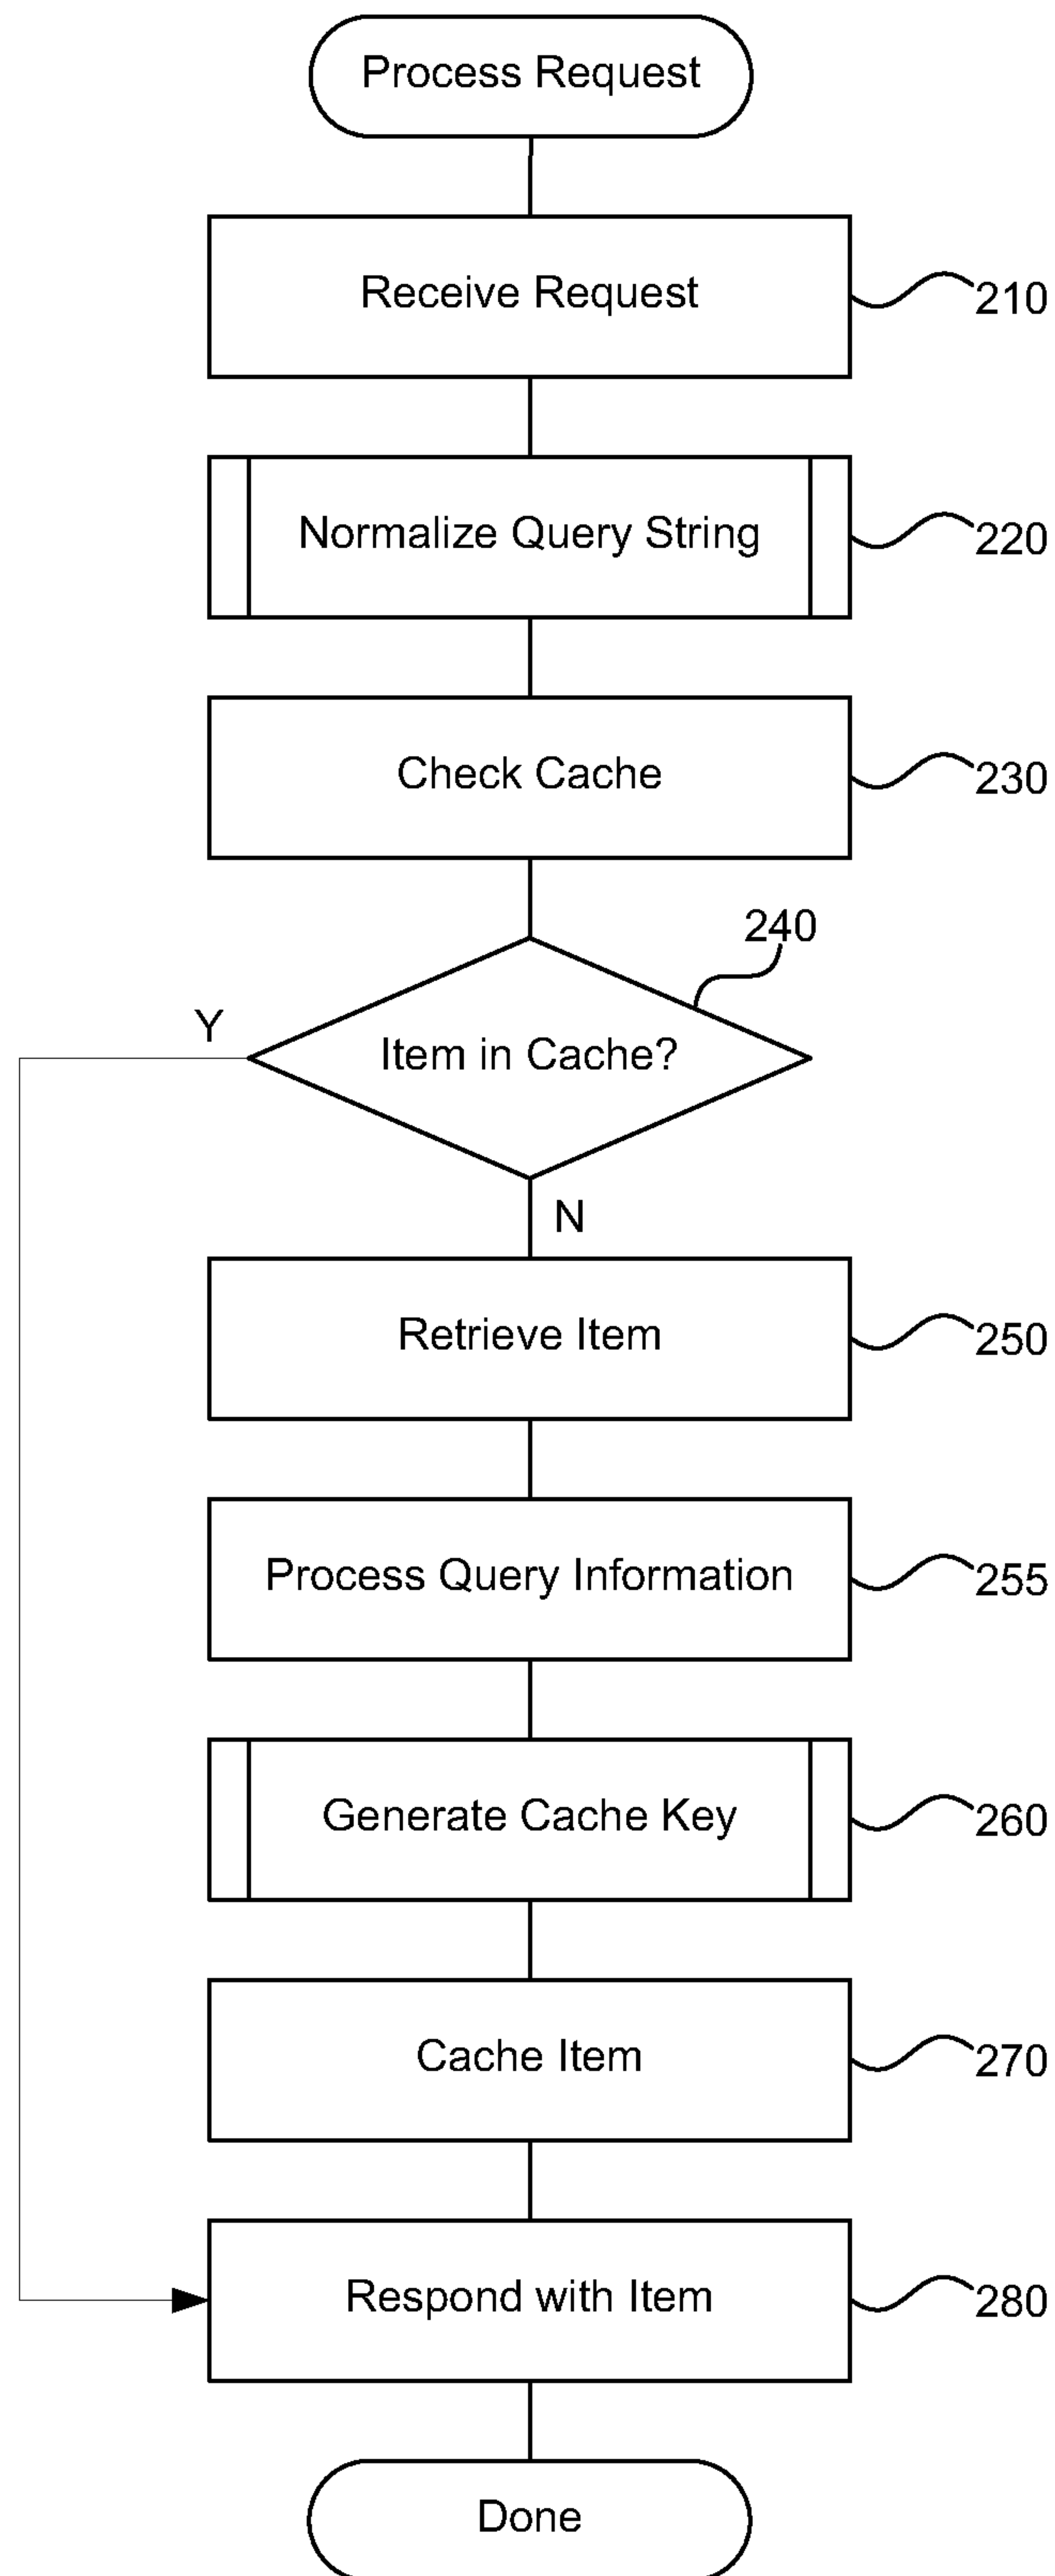 Process Request
Receive Request
210
Normalize Query String
220
Check Cache
230
240
Y
Item in Cache?
N
Retrieve Item
250
Process Query Information
255
Generate Cache Key
260
Cache Item
270
Respond with Item
280
Done